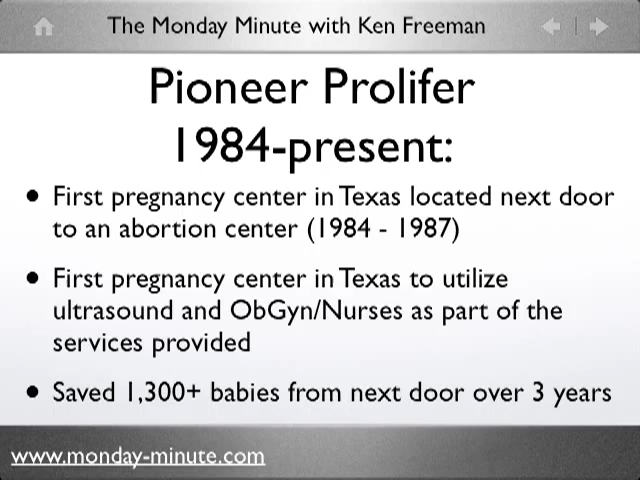 The Monday Minute with Ken Freeman
Pioneer Prolifer
1984-present:
• First pregnancy center in Texas located next door
to an abortion center (1984 - 1987)
• First pregnancy center in Texas to utilize
ultrasound and ObGyn/Nurses as part of the
services provided
• Saved 1,300+ babies from next door over 3 years
www.monday-minute.com